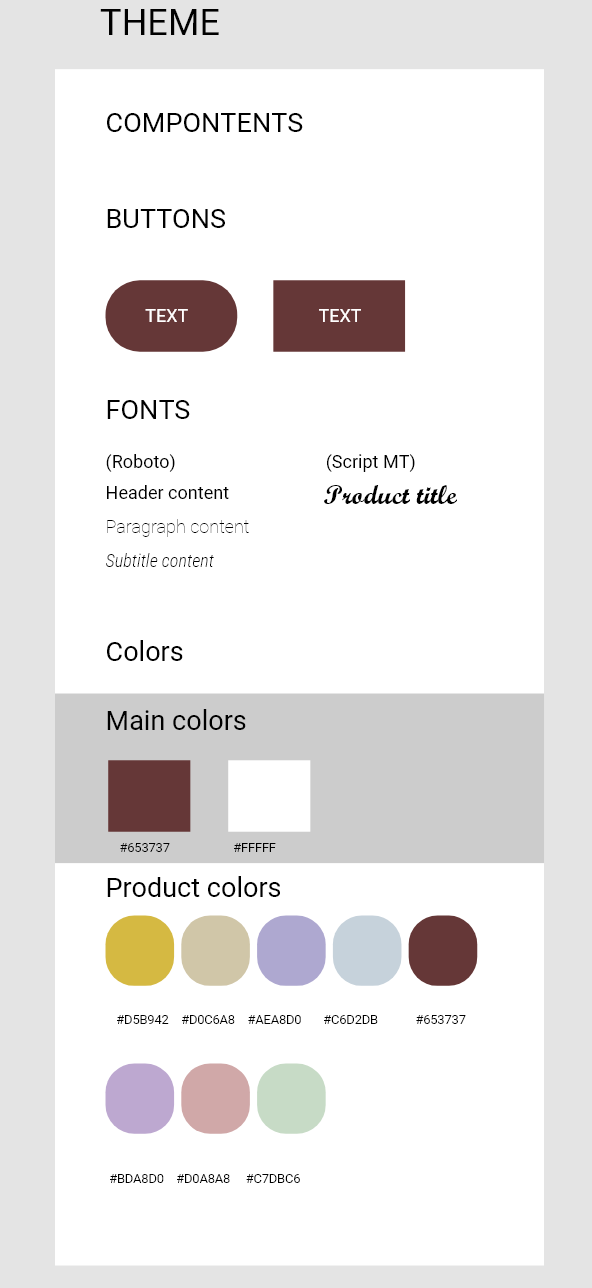 THEME
COMPONTENTS
BUTTONS
TEXT TEXT
FONTS
(Roboto) (Script MT)
Header content Product title
Paragraph content
Subtitle content
Colors
Main colors
#653737 #FFFFF
Product colors
#D5B942 #D0C6A8 #AEA8D0 #C6D2DB #653737
#BDA8D0 #D0A8A8 #C7DBC6